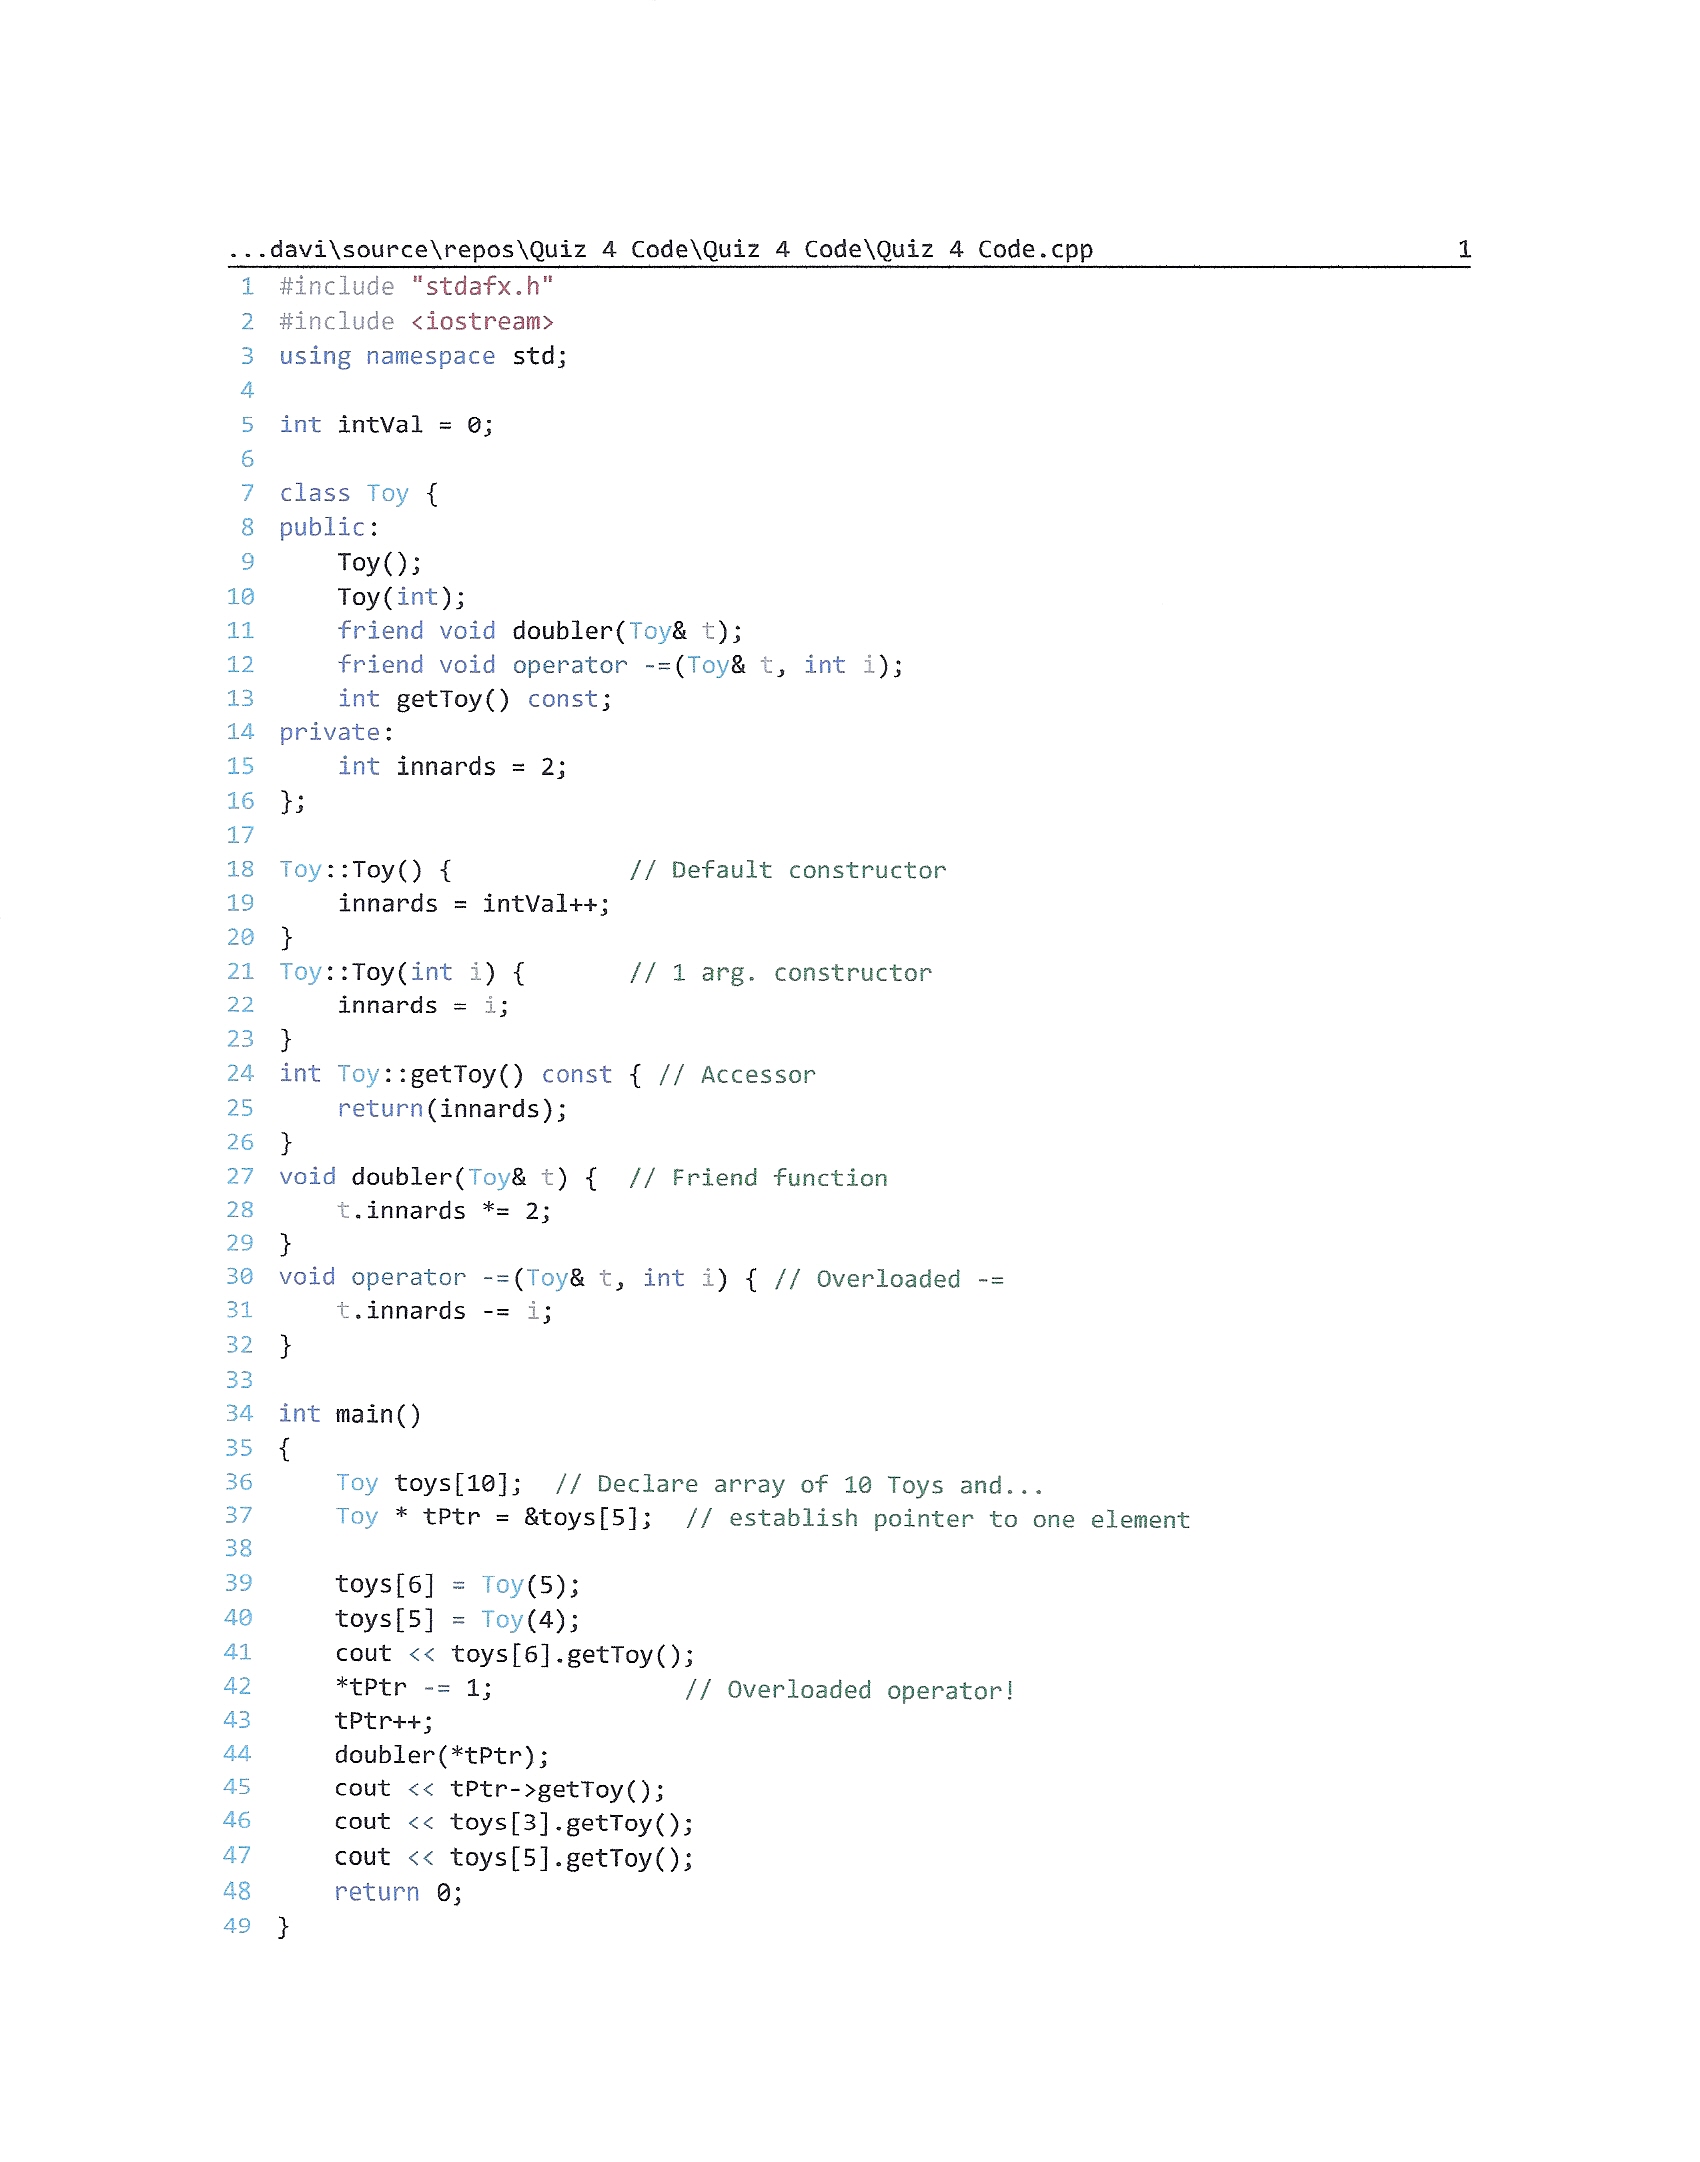 ...davi\source\repos\Quiz 4 Code\Quiz 4 Code\Quiz 4 Code.cpp 1
1 #include "stdafx.h"
2 #include <iostream>
3 using namespace std;
4
5 int intVal = 0;
6
7 class Toy {
8 public:
9     Toy();
10     Toy(int);
11     friend void doubler(Toy& t);
12     friend void operator -=(Toy& t, int i);
13     int getToy() const;
14 private:
15     int innards = 2;
16 };
17
18 Toy::Toy() {            // Default constructor
19     innards = intVal++;
20 }
21 Toy::Toy(int i) {       // 1 arg. constructor
22     innards = i;
23 }
24 int Toy::getToy() const { // Accessor
25     return(innards);
26 }
27 void doubler(Toy& t) {  // Friend function
28     t.innards *= 2;
29 }
30 void operator -=(Toy& t, int i) { // Overloaded -=
31     t.innards -= i;
32 }
33
34 int main()
35 {
36     Toy toys[10];  // Declare array of 10 Toys and...
37     Toy * tPtr = &toys[5];  // establish pointer to one element
38
39     toys[6] = Toy(5);
40     toys[5] = Toy(4);
41     cout << toys[6].getToy();
42     *tPtr -= 1;             // Overloaded operator!
43     tPtr++;
44     doubler(*tPtr);
45     cout << tPtr->getToy();
46     cout << toys[3].getToy();
47     cout << toys[5].getToy();
48     return 0;
49 }